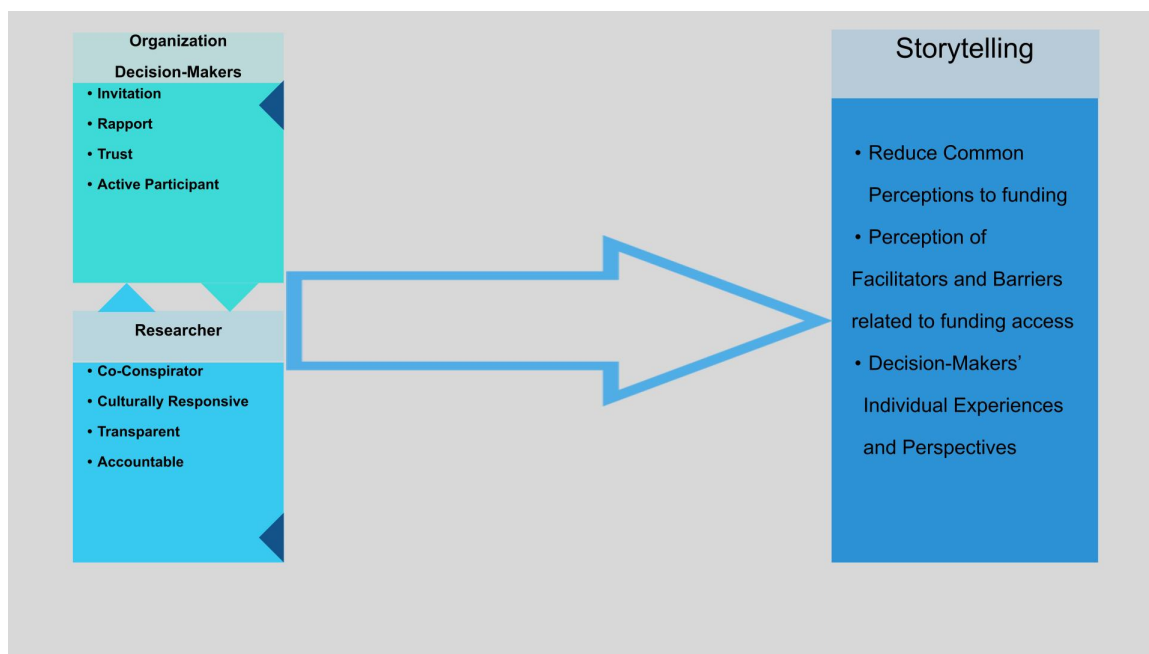 Organization
Decision-Makers
• Invitation
• Rapport
• Trust
• Active Participant
Researcher
• Co-Conspirator
• Culturally Responsive
• Transparent
• Accountable
Storytelling
• Reduce Common
Perceptions to funding
• Perception of
Facilitators and Barriers
related to funding access
• Decision-Makers’
Individual Experiences
and Perspectives